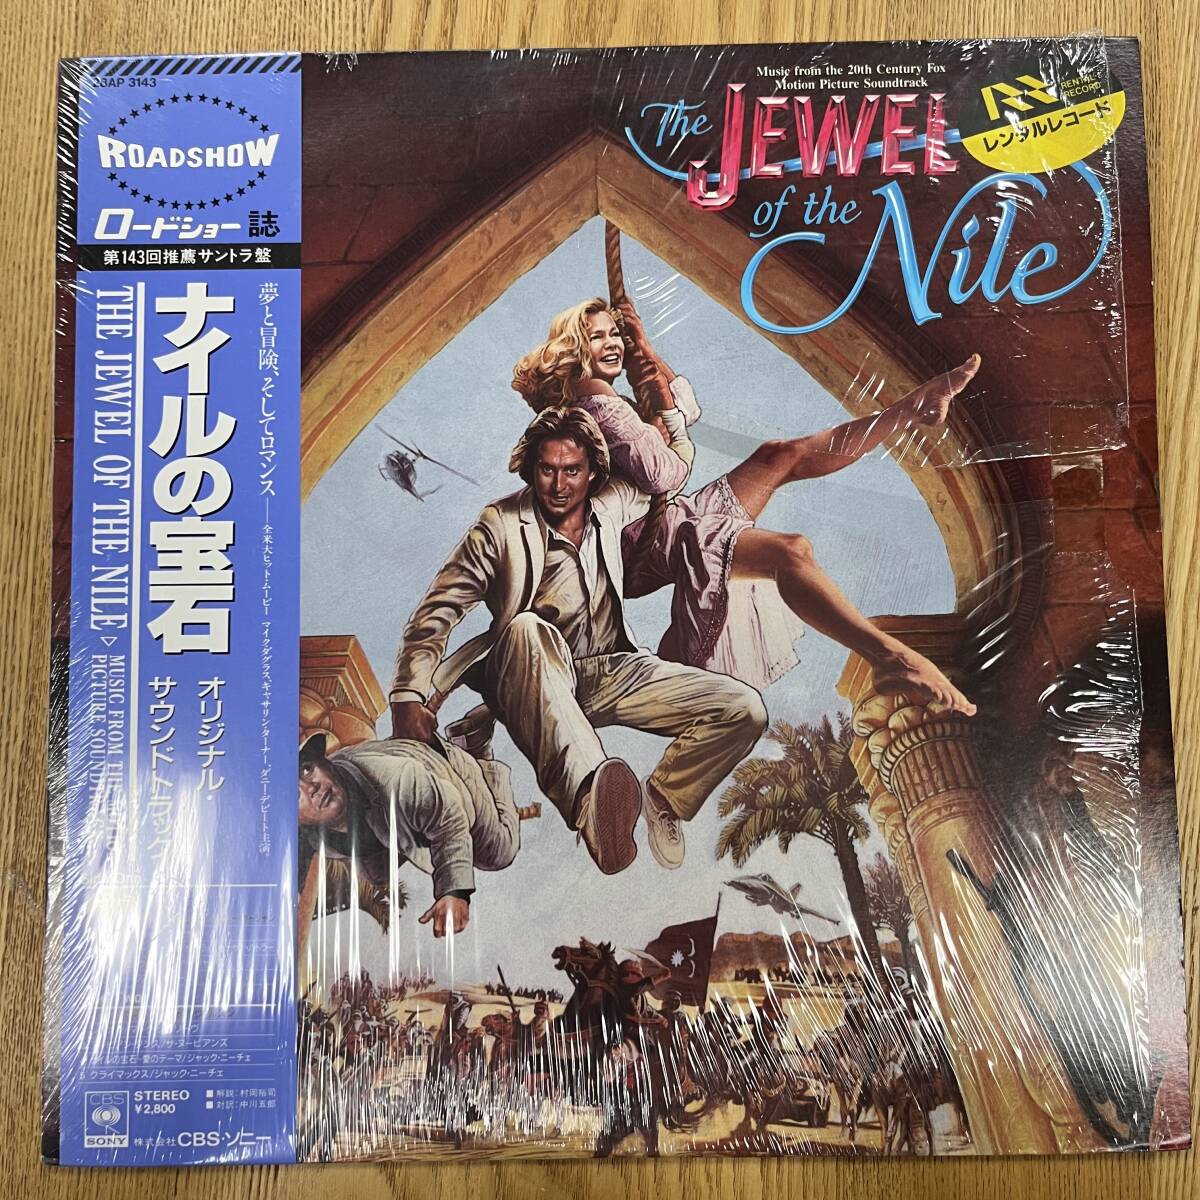 28AP 3143
ROADSHOW
ロードショー 誌
第143回推薦サントラ盤
夢と冒険、そしてロマンス──全米大ヒット・ムービー マイク・ダグラス、キャサリン・ターナー、ダニー・デビート主演。
ナイルの宝石
オリジナル・
サウンドトラック
THE JEWEL OF THE NILE
MUSIC FROM THE
PICTURE
イルの宝石-愛のテーマ/ジャック・ニーチェ
クライマックス/ジャック・ニーチェ
CBS
SONY
STEREO
¥2,800
■解説:村岡裕司
■対訳:中川五郎
株式会社CBS・ソニー
Music from the 20th Century Fox
Motion Picture Soundtrack
The JEWEL
of the
Nile
RENTAL
RECORD
レンタルレコード